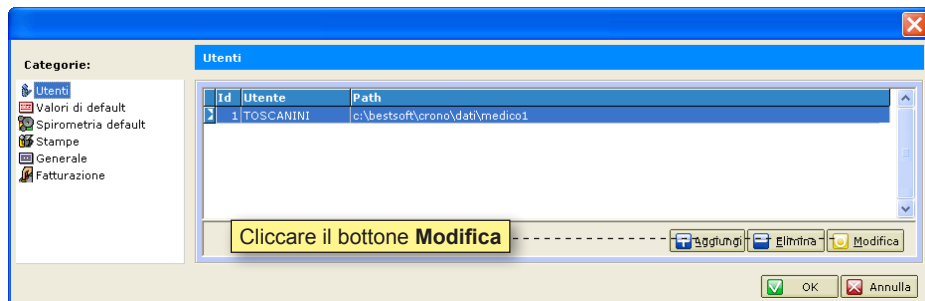 Categorie:
Utenti
Valori di default
Spirometria default
Stampe
Generale
Fatturazione
Utenti
Id Utente Path
1 TOSCANINI c:\bestsoft\crono\dati\medico1
Cliccare il bottone Modifica
Aggiungi Elimina Modifica
OK Annulla